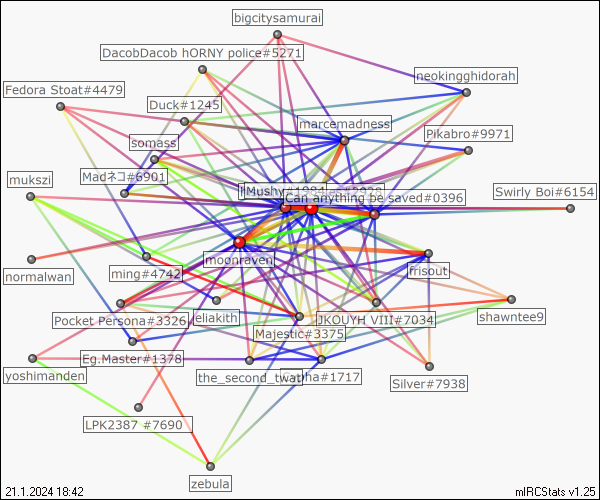 bigcitysamurai
DacobDacob hORNY police#5271
neokingghidorah
Fedora Stoat#4479
Duck#1245
marcemadness
Pikabro#9971
somass
mukszi
Madネコ#6901
Can anything be saved#0396
Swirly Boi#6154
moonraven
normalwan
ming#4742
frisout
Pocket Persona#3326
eliakith
JKOUYH VIII#7034
shawntee9
Majestic#3375
Eg.Master#1378
yoshimanden
the_second_twat
#1717
Silver#7938
LPK2387 #7690
zebula
21.1.2024 18:42
mIRCStats v1.25